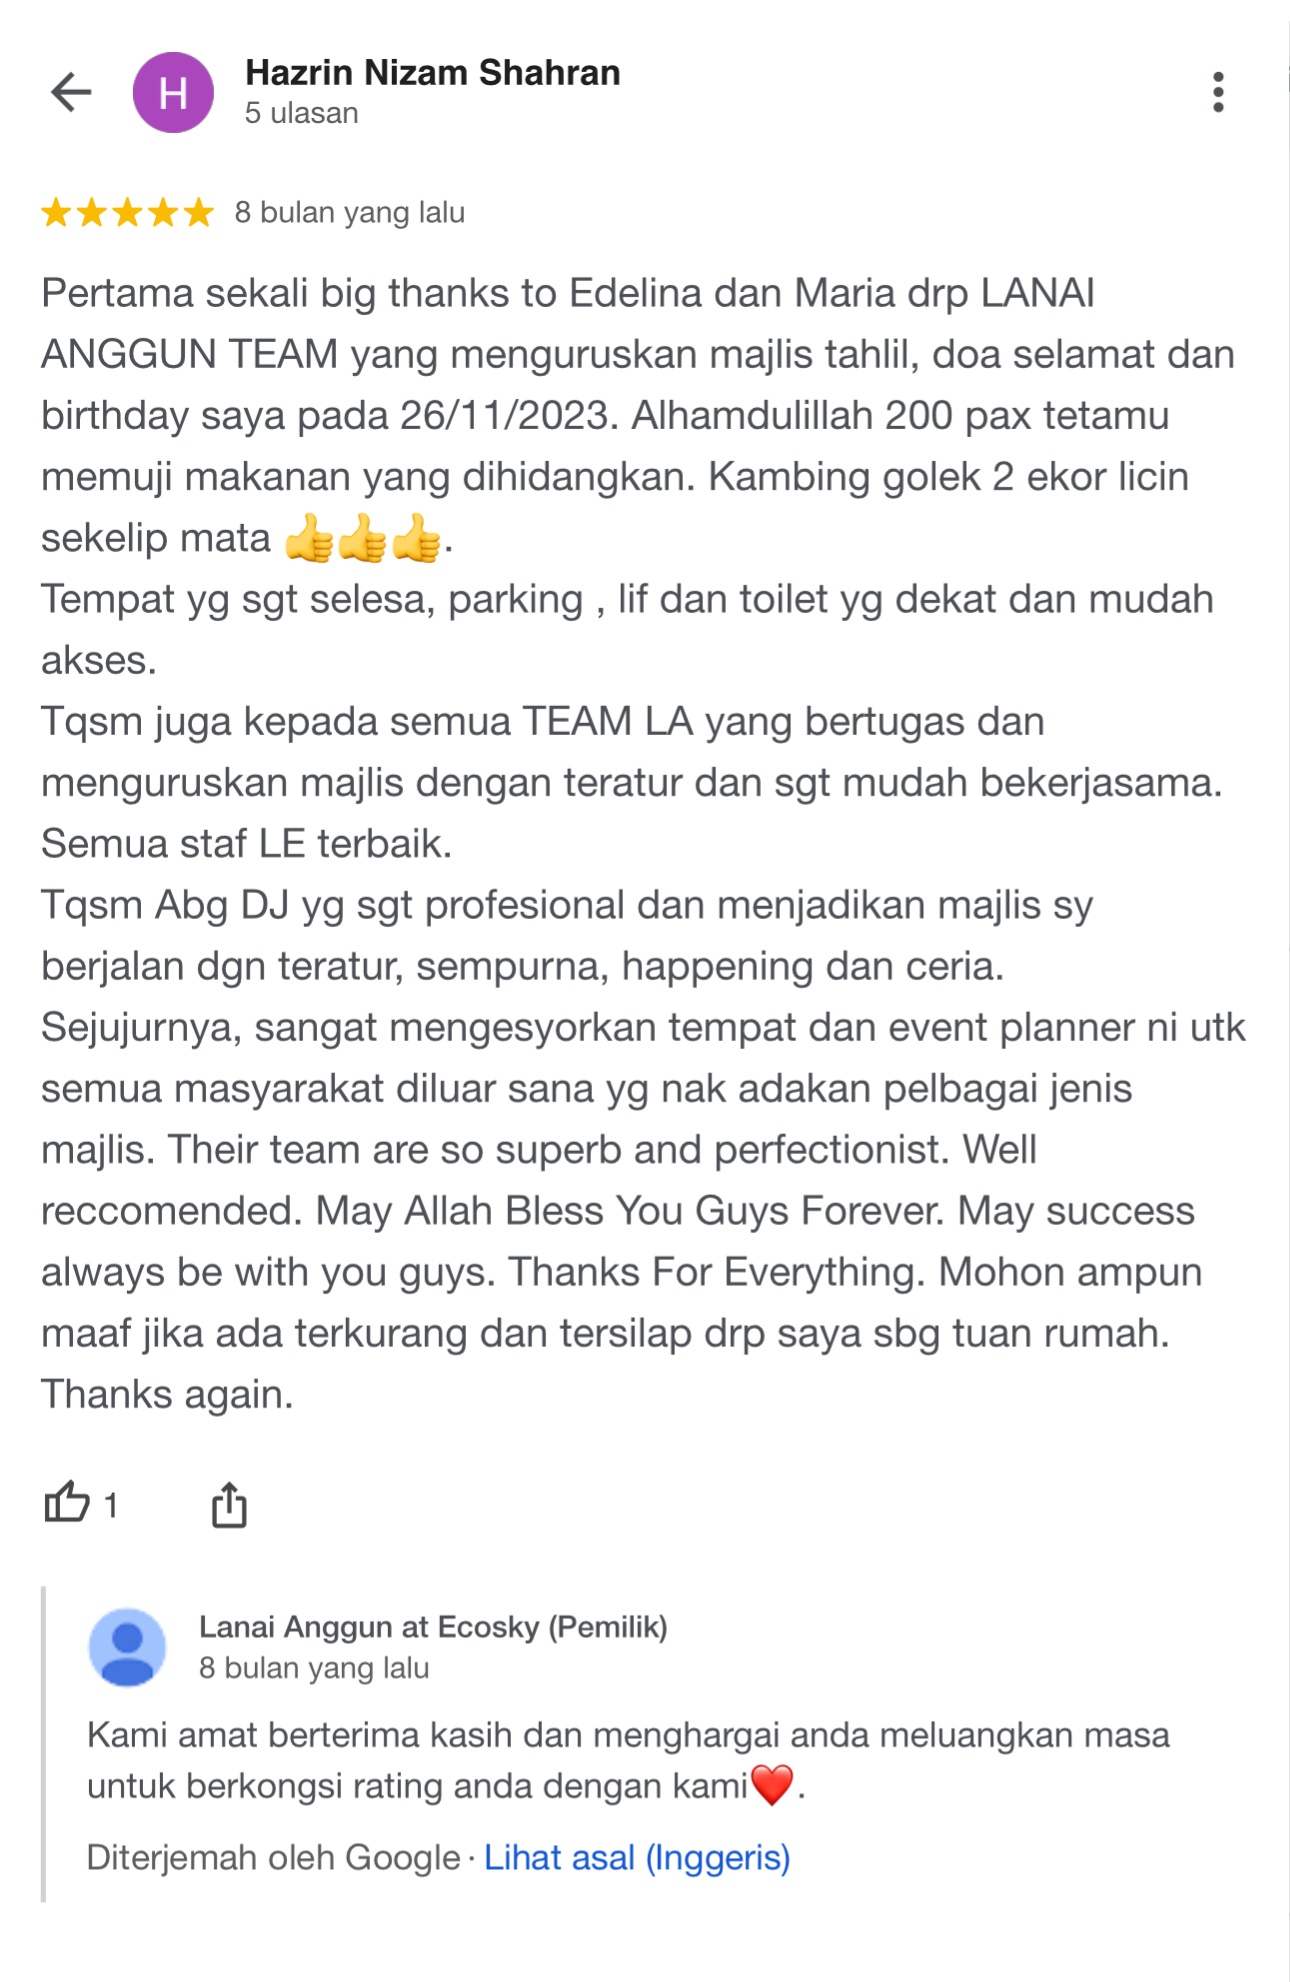 Hazrin Nizam Shahran
H
5 ulasan
8 bulan yang lalu
Pertama sekali big thanks to Edelina dan Maria drp LANAI
ANGGUN TEAM yang menguruskan majlis tahlil, doa selamat dan
birthday saya pada 26/11/2023. Alhamdulillah 200 pax tetamu
memuji makanan yang dihidangkan. Kambing golek 2 ekor licin
sekelip mata 👍👍👍.
Tempat yg sgt selesa, parking , lif dan toilet yg dekat dan mudah
akses.
Tqsm juga kepada semua TEAM LA yang bertugas dan
menguruskan majlis dengan teratur dan sgt mudah bekerjasama.
Semua staf LE terbaik.
Tqsm Abg DJ yg sgt profesional dan menjadikan majlis sy
berjalan dgn teratur, sempurna, happening dan ceria.
Sejujurnya, sangat mengesyorkan tempat dan event planner ni utk
semua masyarakat diluar sana yg nak adakan pelbagai jenis
majlis. Their team are so superb and perfectionist. Well
reccomended. May Allah Bless You Guys Forever. May success
always be with you guys. Thanks For Everything. Mohon ampun
maaf jika ada terkurang dan tersilap drp saya sbg tuan rumah.
Thanks again.
1
Lanai Anggun at Ecosky (Pemilik)
8 bulan yang lalu
Kami amat berterima kasih dan menghargai anda meluangkan masa
untuk berkongsi rating anda dengan kami❤️.
Diterjemah oleh Google · Lihat asal (Inggeris)